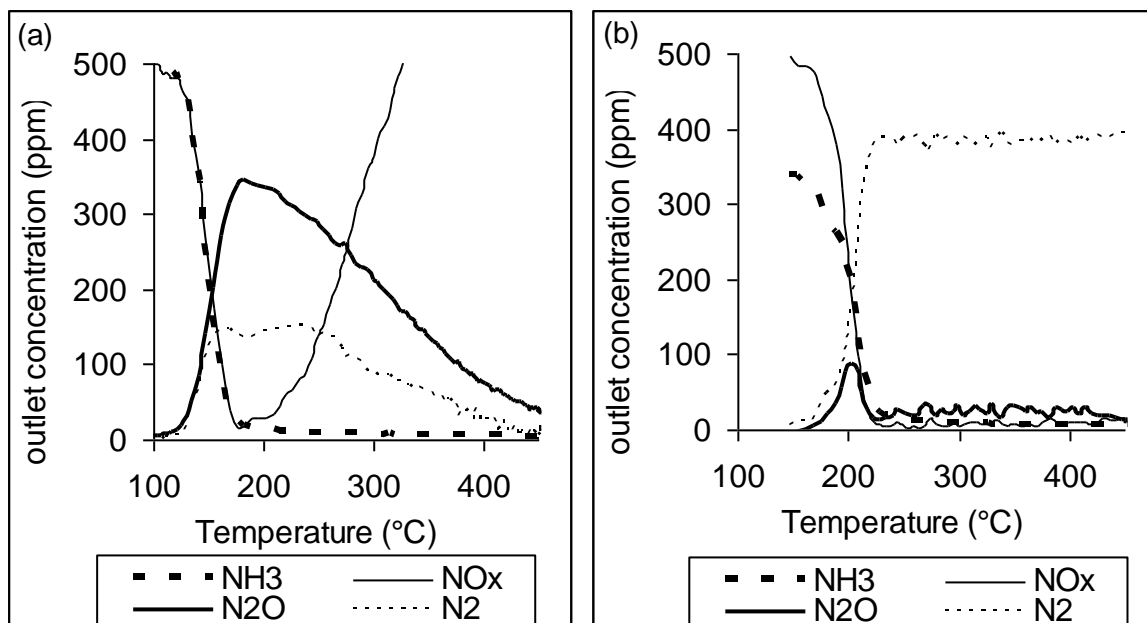 (a)
outlet concentration (ppm)
500
400
300
200
100
0
100 200 300 400
Temperature (°C)
NH3 NOx
N2O N2
(b)
outlet concentration (ppm)
500
400
300
200
100
0
100 200 300 400
Temperature (°C)
NH3 NOx
N2O N2